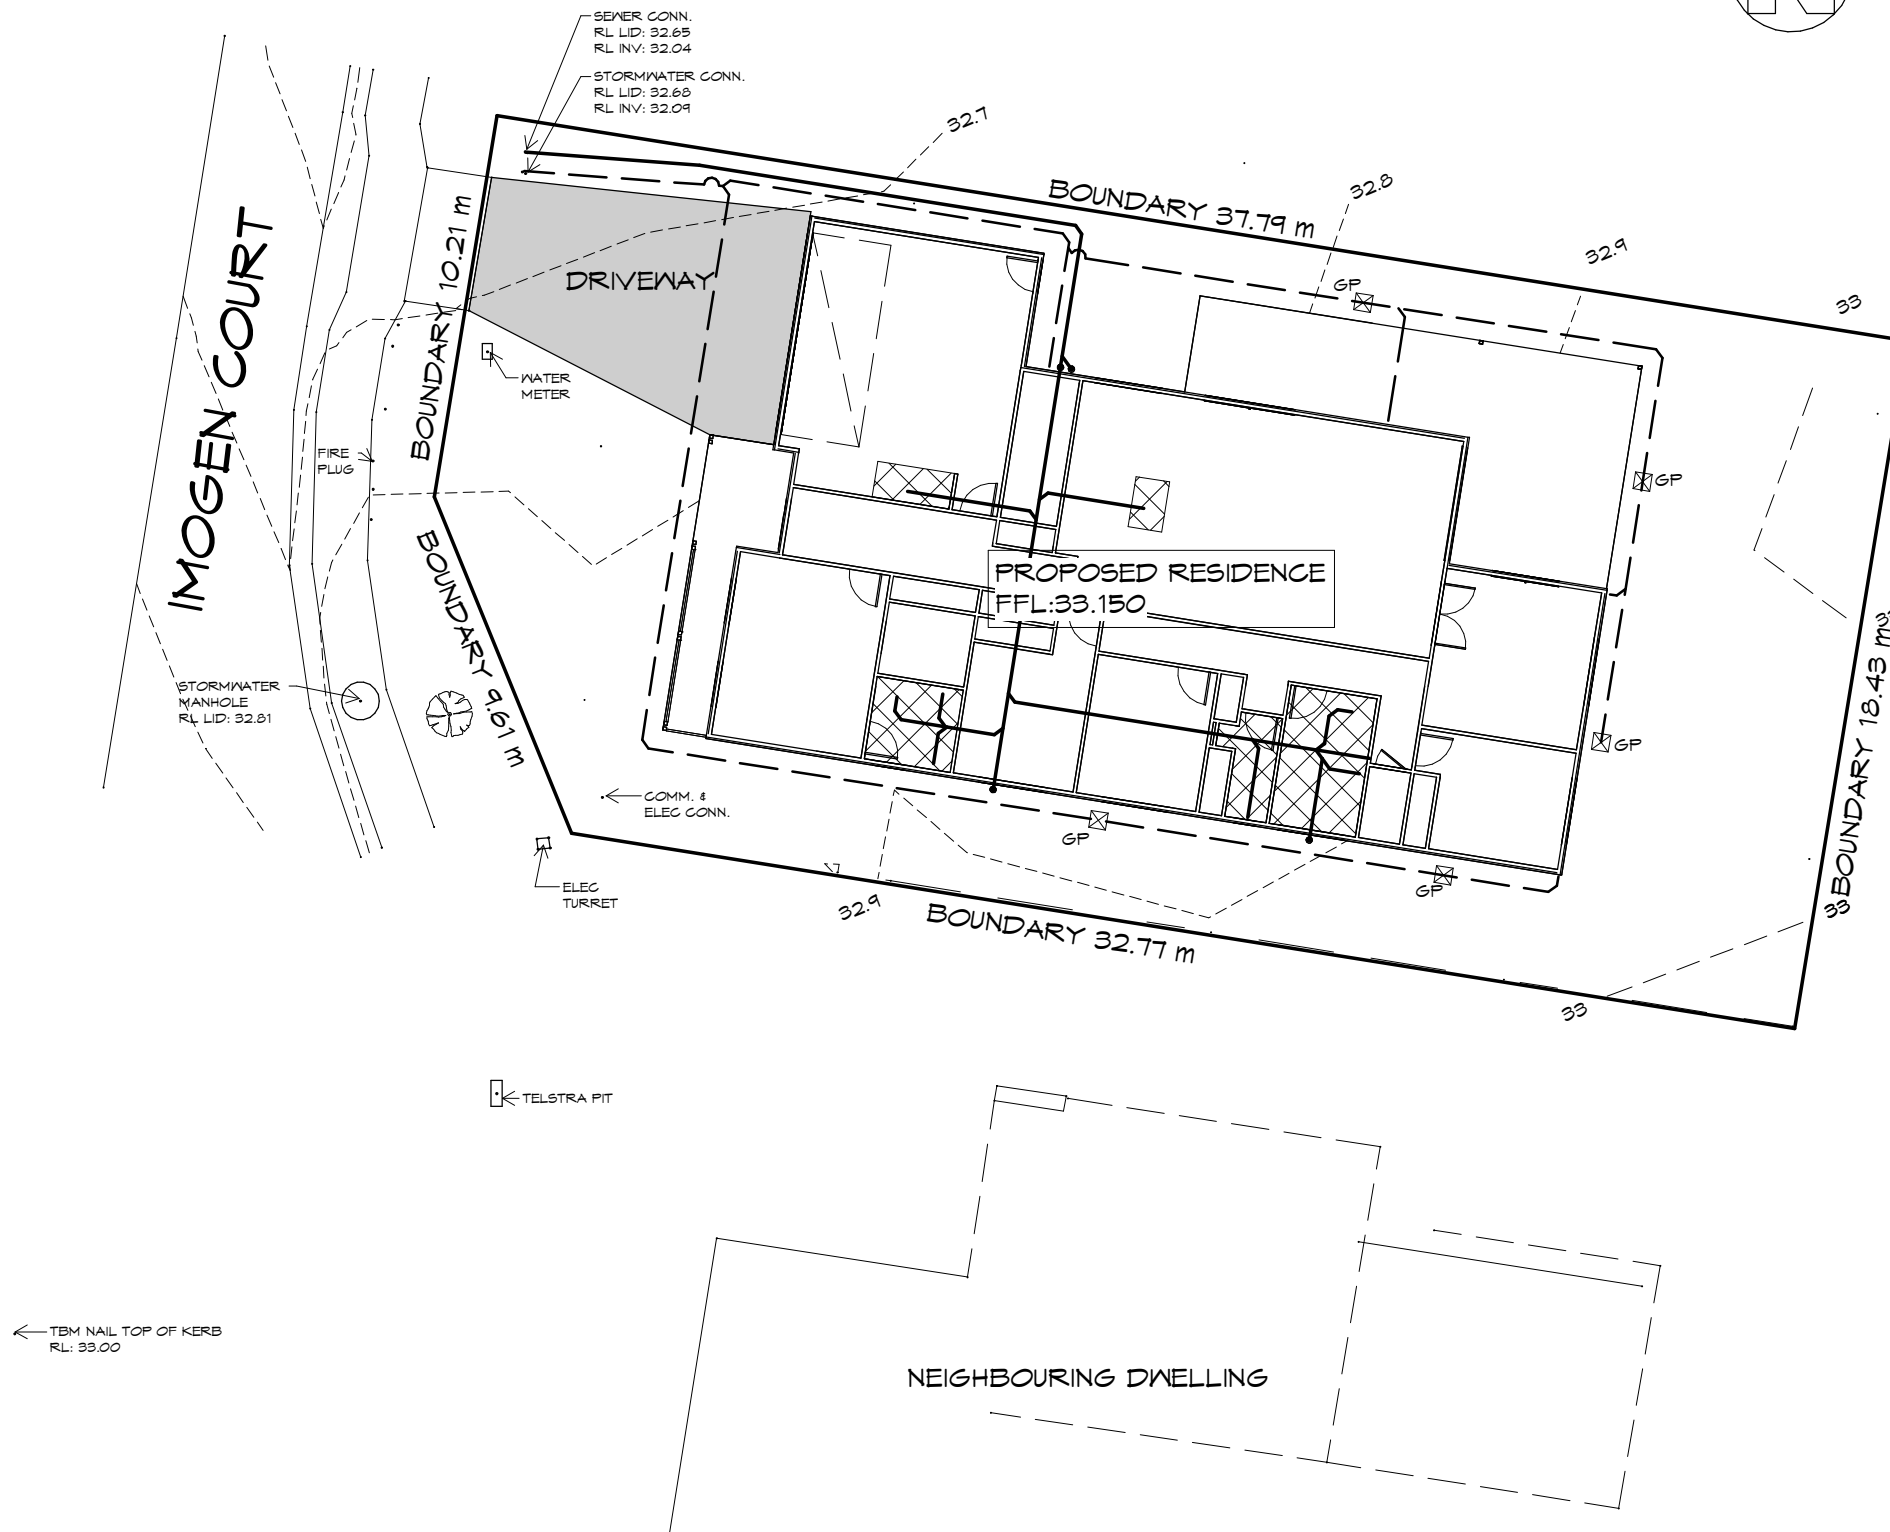 SEWER CONN.
RL LID: 32.65
RL INV: 32.04
STORMWATER CONN.
RL LID: 32.68
RL INV: 32.09
32.7
BOUNDARY 37.79 m
32.8
32.9
33
GP
BOUNDARY 10.21 m
DRIVEWAY
IMOGEN COURT
WATER
METER
FIRE
PLUG
GP
PROPOSED RESIDENCE
FFL:33.150
BOUNDARY 9.61 m
STORMWATER
MANHOLE
RL LID: 32.81
GP
BOUNDARY 18.43 m
COMM. &
ELEC CONN.
GP
GP
ELEC
TURRET
32.9
BOUNDARY 32.77 m
33
33
TELSTRA PIT
TBM NAIL TOP OF KERB
RL: 33.00
NEIGHBOURING DWELLING